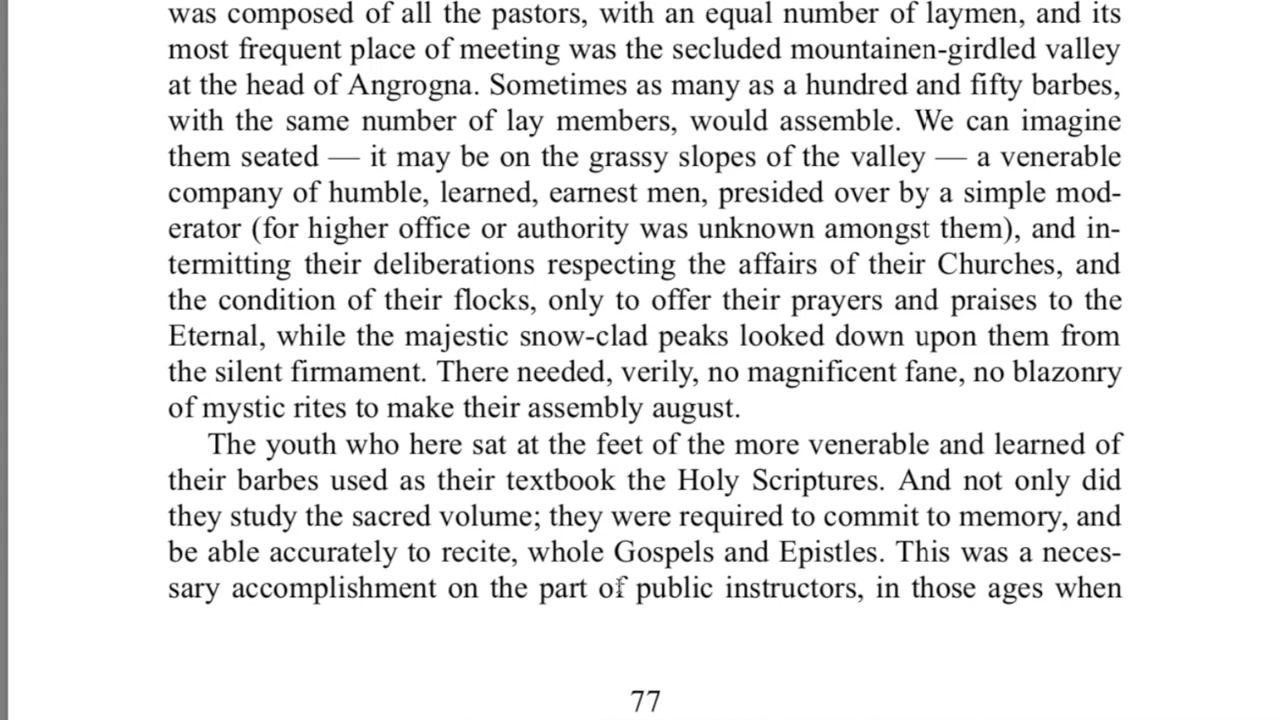 was composed of all the pastors, with an equal number of laymen, and its
most frequent place of meeting was the secluded mountainen-girdled valley
at the head of Angrogna. Sometimes as many as a hundred and fifty barbes,
with the same number of lay members, would assemble. We can imagine
them seated — it may be on the grassy slopes of the valley — a venerable
company of humble, learned, earnest men, presided over by a simple mod-
erator (for higher office or authority was unknown amongst them), and in-
termitting their deliberations respecting the affairs of their Churches, and
the condition of their flocks, only to offer their prayers and praises to the
Eternal, while the majestic snow-clad peaks looked down upon them from
the silent firmament. There needed, verily, no magnificent fane, no blazonry
of mystic rites to make their assembly august.
The youth who here sat at the feet of the more venerable and learned of
their barbes used as their textbook the Holy Scriptures. And not only did
they study the sacred volume; they were required to commit to memory, and
be able accurately to recite, whole Gospels and Epistles. This was a neces-
sary accomplishment on the part of public instructors, in those ages when
77